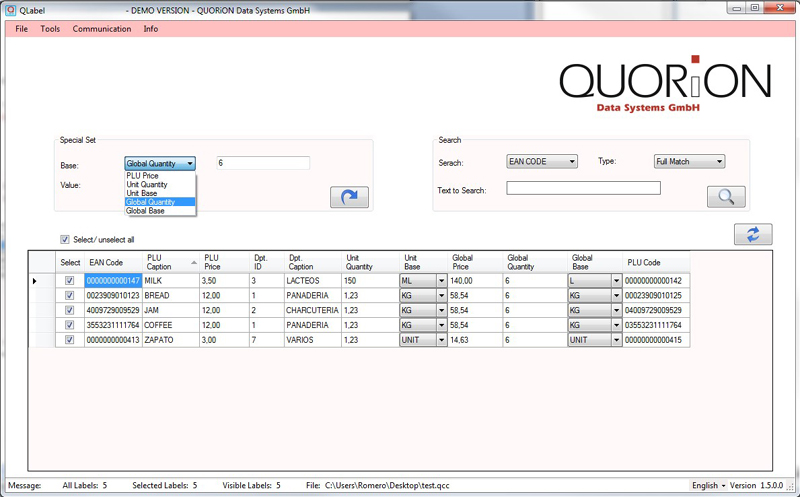 QLabel - DEMO VERSION - QUORiON Data Systems GmbH
File Tools Communication Info
QUORiON
Data Systems GmbH
Special Set
Base: Global Quantity 6
PLU Price
Value: Unit Quantity
Unit Base
Global Quantity
Global Base
Search
Serach: EAN CODE Type: Full Match
Text to Search:
Select/ unselect all
Select EAN Code PLU Caption PLU Price Dpt. ID Dpt. Caption Unit Quantity Unit Base Global Price Global Quantity Global Base PLU Code
0000000000147 MILK 3,50 3 LACTEOS 150 ML 140,00 6 L 00000000000142
0023909010123 BREAD 12,00 1 PANADERIA 1,23 KG 58,54 6 KG 00023909010125
4009729009529 JAM 12,00 2 CHARCUTERIA 1,23 KG 58,54 6 KG 04009729009529
3553231111764 COFFEE 12,00 1 PANADERIA 1,23 KG 58,54 6 KG 03553231111764
0000000000413 ZAPATO 3,00 7 VARIOS 1,23 UNIT 14,63 6 UNIT 00000000000415
Message: All Labels: 5 Selected Labels: 5 Visible Labels: 5 File: C:\Users\Romero\Desktop\test.qcc English Version 1.5.0.0